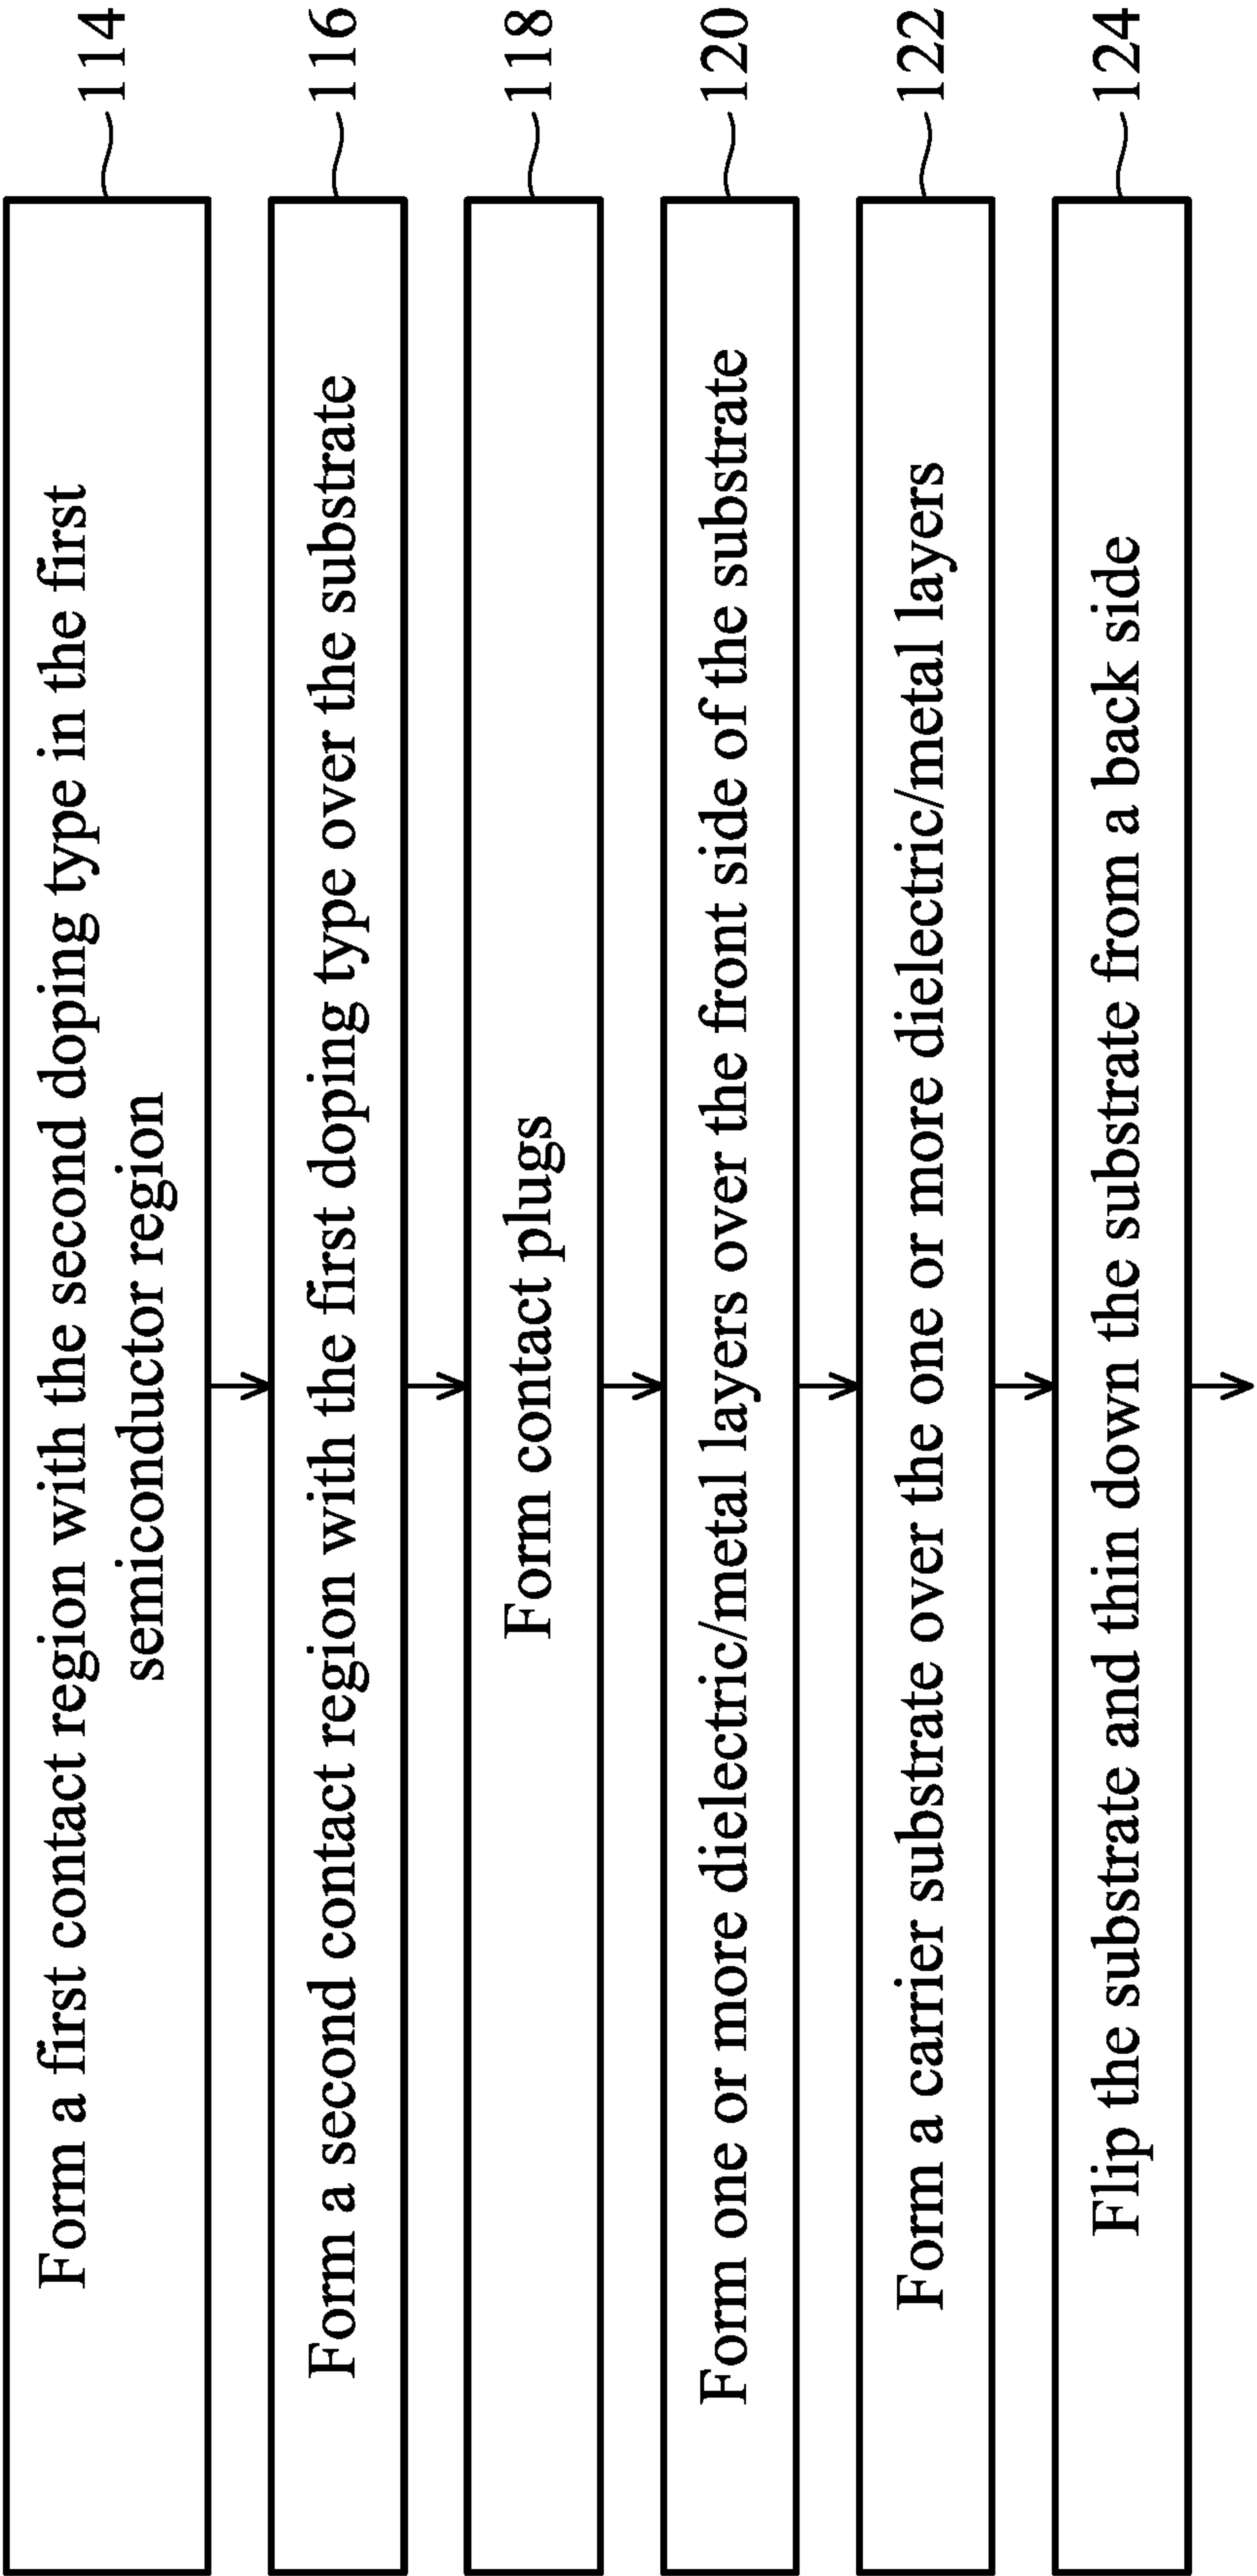 Form a first contact region with the second doping type in the first
semiconductor region
114
Form a second contact region with the first doping type over the substrate
116
Form contact plugs
118
Form one or more dielectric/metal layers over the front side of the substrate
120
Form a carrier substrate over the one or more dielectric/metal layers
122
Flip the substrate and thin down the substrate from a back side
124